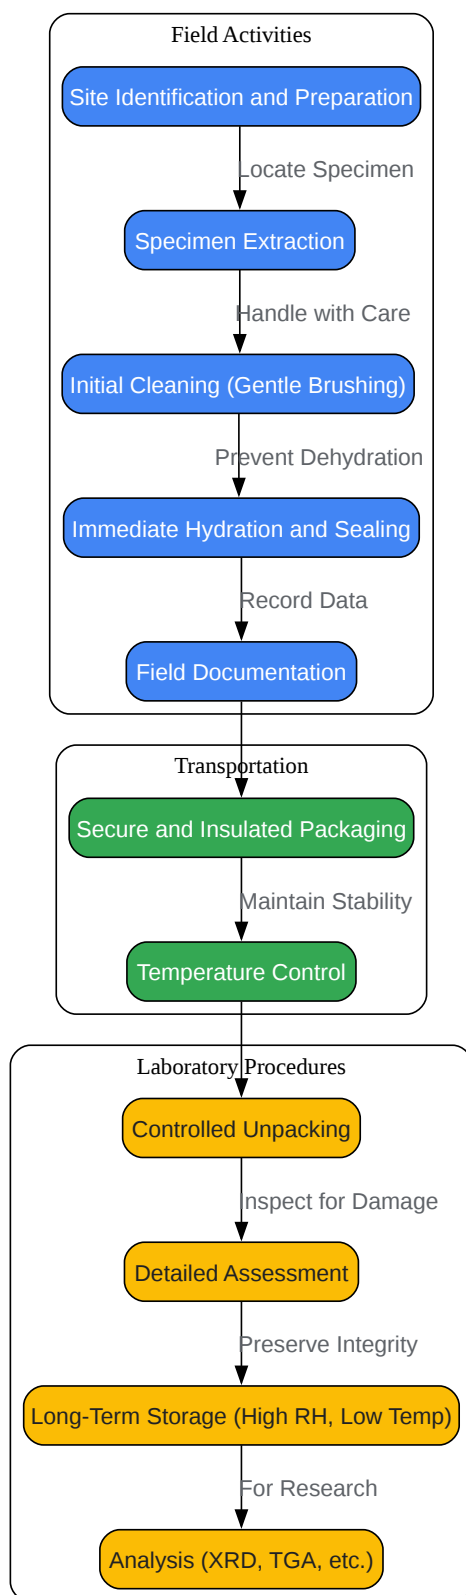 Field Activities
Site Identification and Preparation
Locate Specimen
Specimen Extraction
Handle with Care
Initial Cleaning (Gentle Brushing)
Prevent Dehydration
Immediate Hydration and Sealing
Record Data
Field Documentation
Transportation
Secure and Insulated Packaging
Maintain Stability
Temperature Control
Laboratory Procedures
Controlled Unpacking
Inspect for Damage
Detailed Assessment
Preserve Integrity
Long-Term Storage (High RH, Low Temp)
For Research
Analysis (XRD, TGA, etc.)